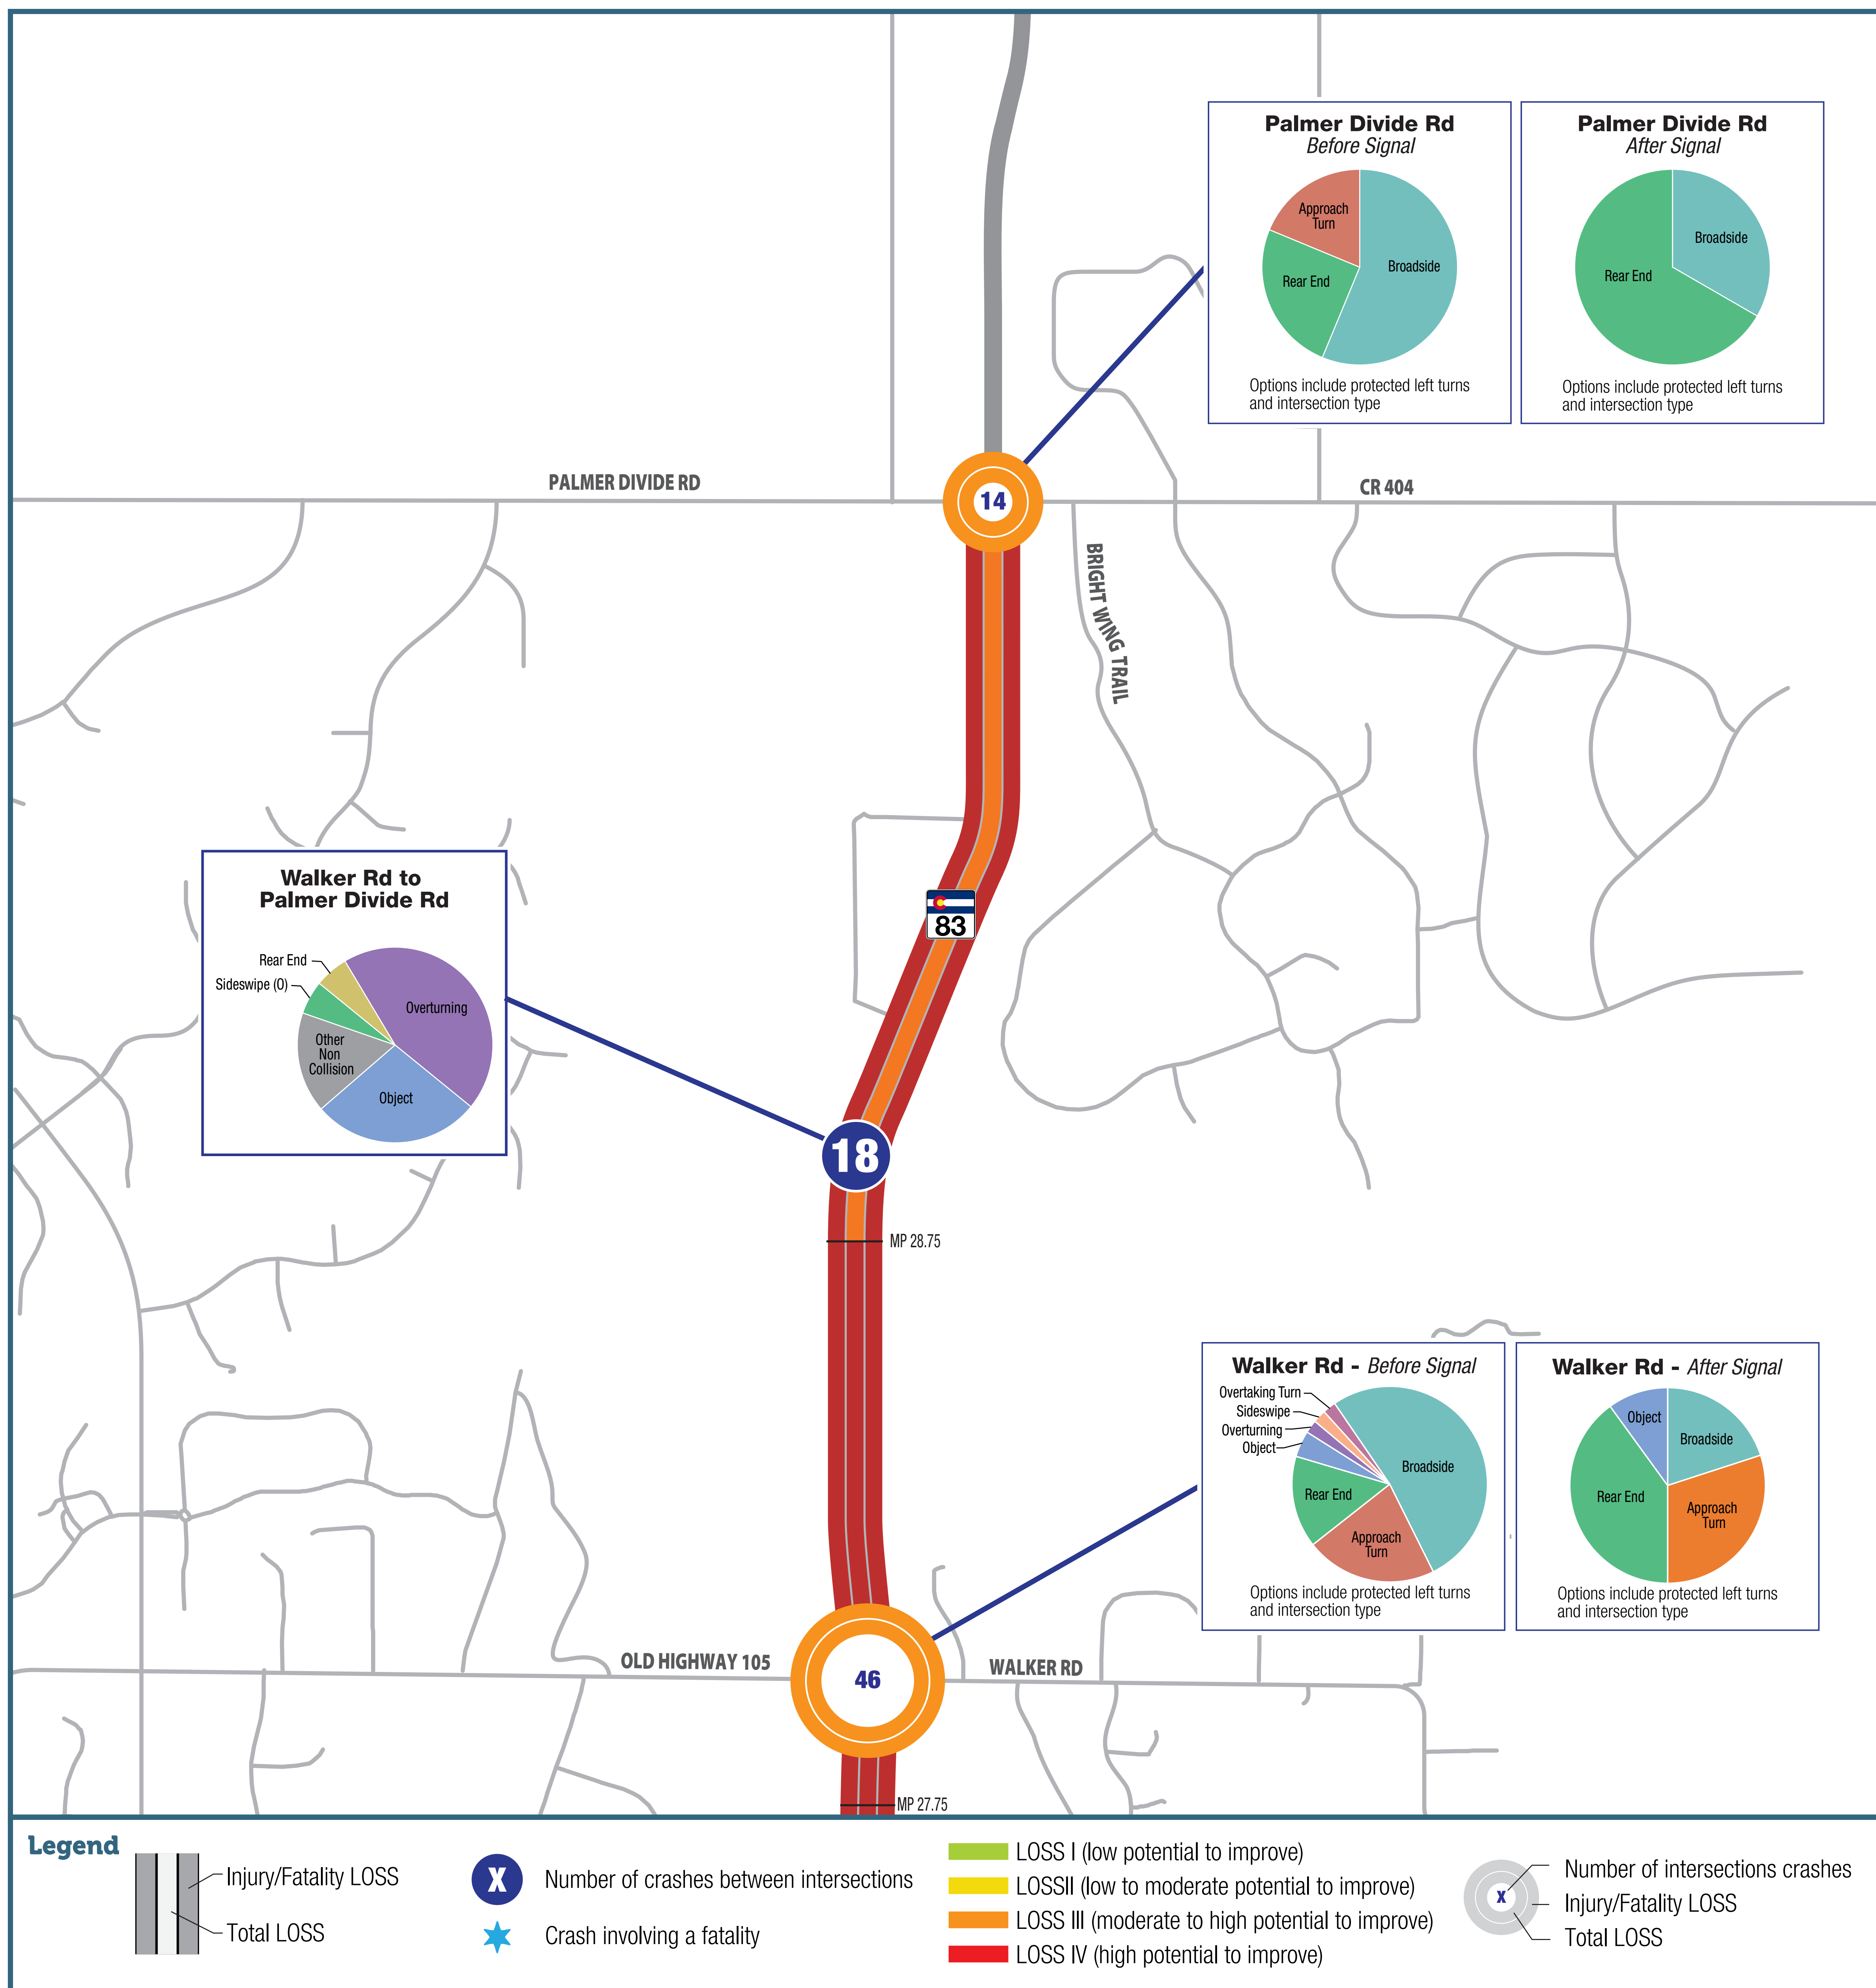 Palmer Divide Rd
Before Signal
Approach
Turn
Broadside
Rear End
Options include protected left turns
and intersection type
Palmer Divide Rd
After Signal
Broadside
Rear End
Options include protected left turns
and intersection type
PALMER DIVIDE RD
14
CR 404
BRIGHT WING TRAIL
Walker Rd to
Palmer Divide Rd
Rear End
Sideswipe (O)
Overturning
Other
Non
Collision
Object
83
18
MP 28.75
Walker Rd - Before Signal
Overtaking Turn
Sideswipe
Overturning
Object
Broadside
Rear End
Approach
Turn
Options include protected left turns
and intersection type
Walker Rd - After Signal
Object
Broadside
Rear End
Approach
Turn
Options include protected left turns
and intersection type
OLD HIGHWAY 105
46
WALKER RD
MP 27.75
Legend
Injury/Fatality LOSS
Total LOSS
X
Number of crashes between intersections
Crash involving a fatality
LOSS I (low potential to improve)
LOSSII (low to moderate potential to improve)
LOSS III (moderate to high potential to improve)
LOSS IV (high potential to improve)
X
Number of intersections crashes
Injury/Fatality LOSS
Total LOSS